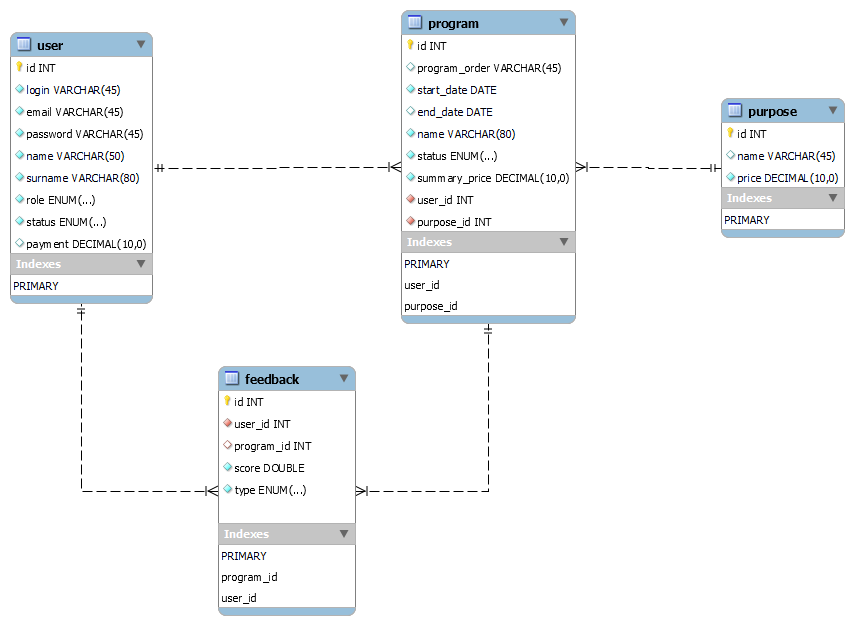 user
id INT
login VARCHAR(45)
email VARCHAR(45)
password VARCHAR(45)
name VARCHAR(50)
surname VARCHAR(80)
role ENUM(...)
status ENUM(...)
payment DECIMAL(10,0)
Indexes
PRIMARY
program
id INT
program_order VARCHAR(45)
start_date DATE
end_date DATE
name VARCHAR(80)
status ENUM(...)
summary_price DECIMAL(10,0)
user_id INT
purpose_id INT
Indexes
PRIMARY
user_id
purpose_id
purpose
id INT
name VARCHAR(45)
price DECIMAL(10,0)
Indexes
PRIMARY
feedback
id INT
user_id INT
program_id INT
score DOUBLE
type ENUM(...)
Indexes
PRIMARY
program_id
user_id